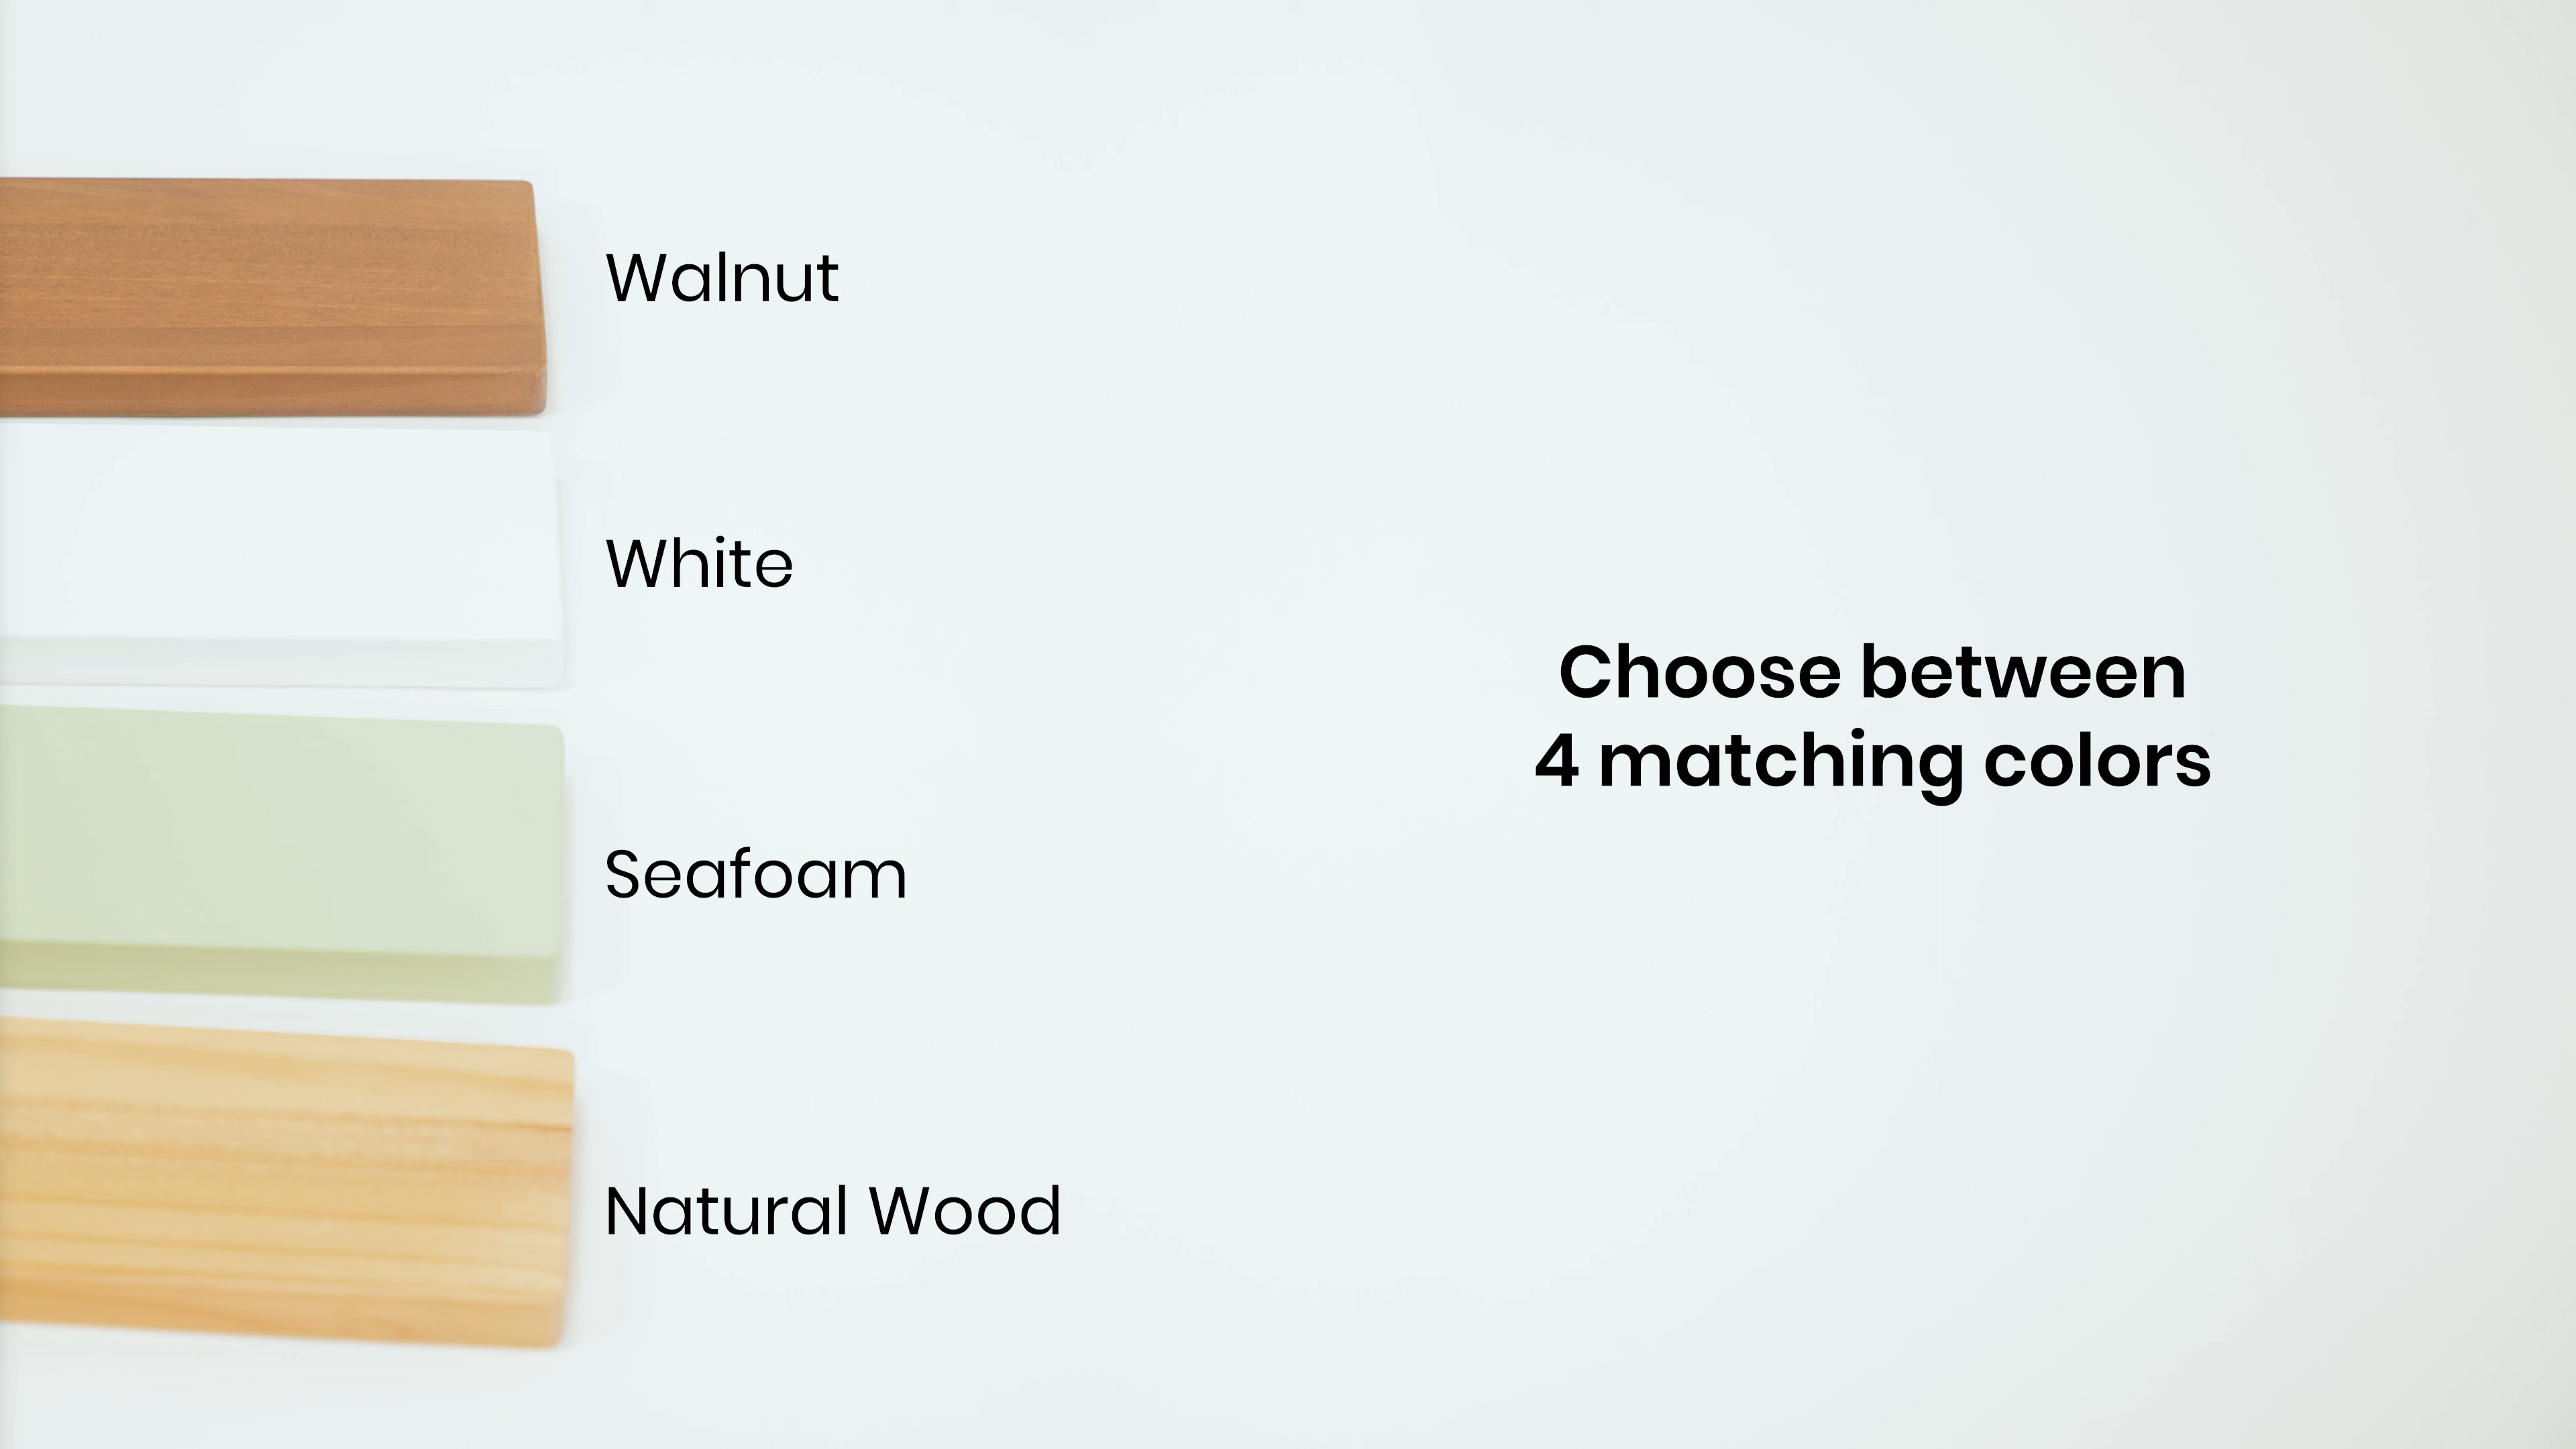 Walnut
White
Seafoam
Natural Wood
Choose between
4 matching colors